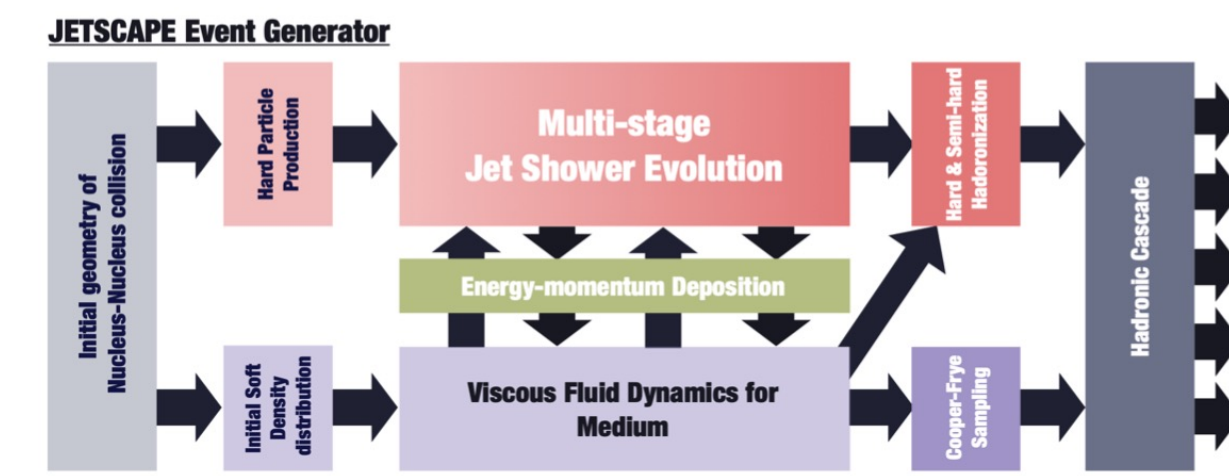 JETSCAPE Event Generator
Initial geometry of
Nucleus-Nucleus collision
Hard Particle
Production
Multi-stage
Jet Shower Evolution
Hard & Semi-hard
Hadoronization
Energy-momentum Deposition
Initial Soft
Density
distribution
Viscous Fluid Dynamics for
Medium
Cooper-Frye
Sampling
Hadronic Cascade